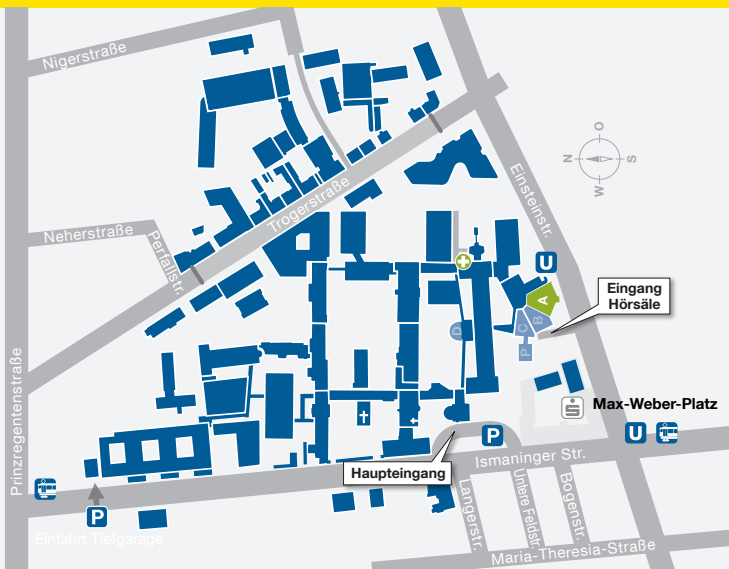 Nigerstraße
Neherstraße
Perfallstr.
Trogerstraße
Einsteinstr.
O
N
S
W
U
A
B
C
P
D
Eingang
Hörsäle
Max-Weber-Platz
U
P
Ismaninger Str.
Haupteingang
Langerstr.
Untere Feldstr.
Bogenstr.
Maria-Theresia-Straße
Prinzregentenstraße
P
Einfahrt Tiefgarage